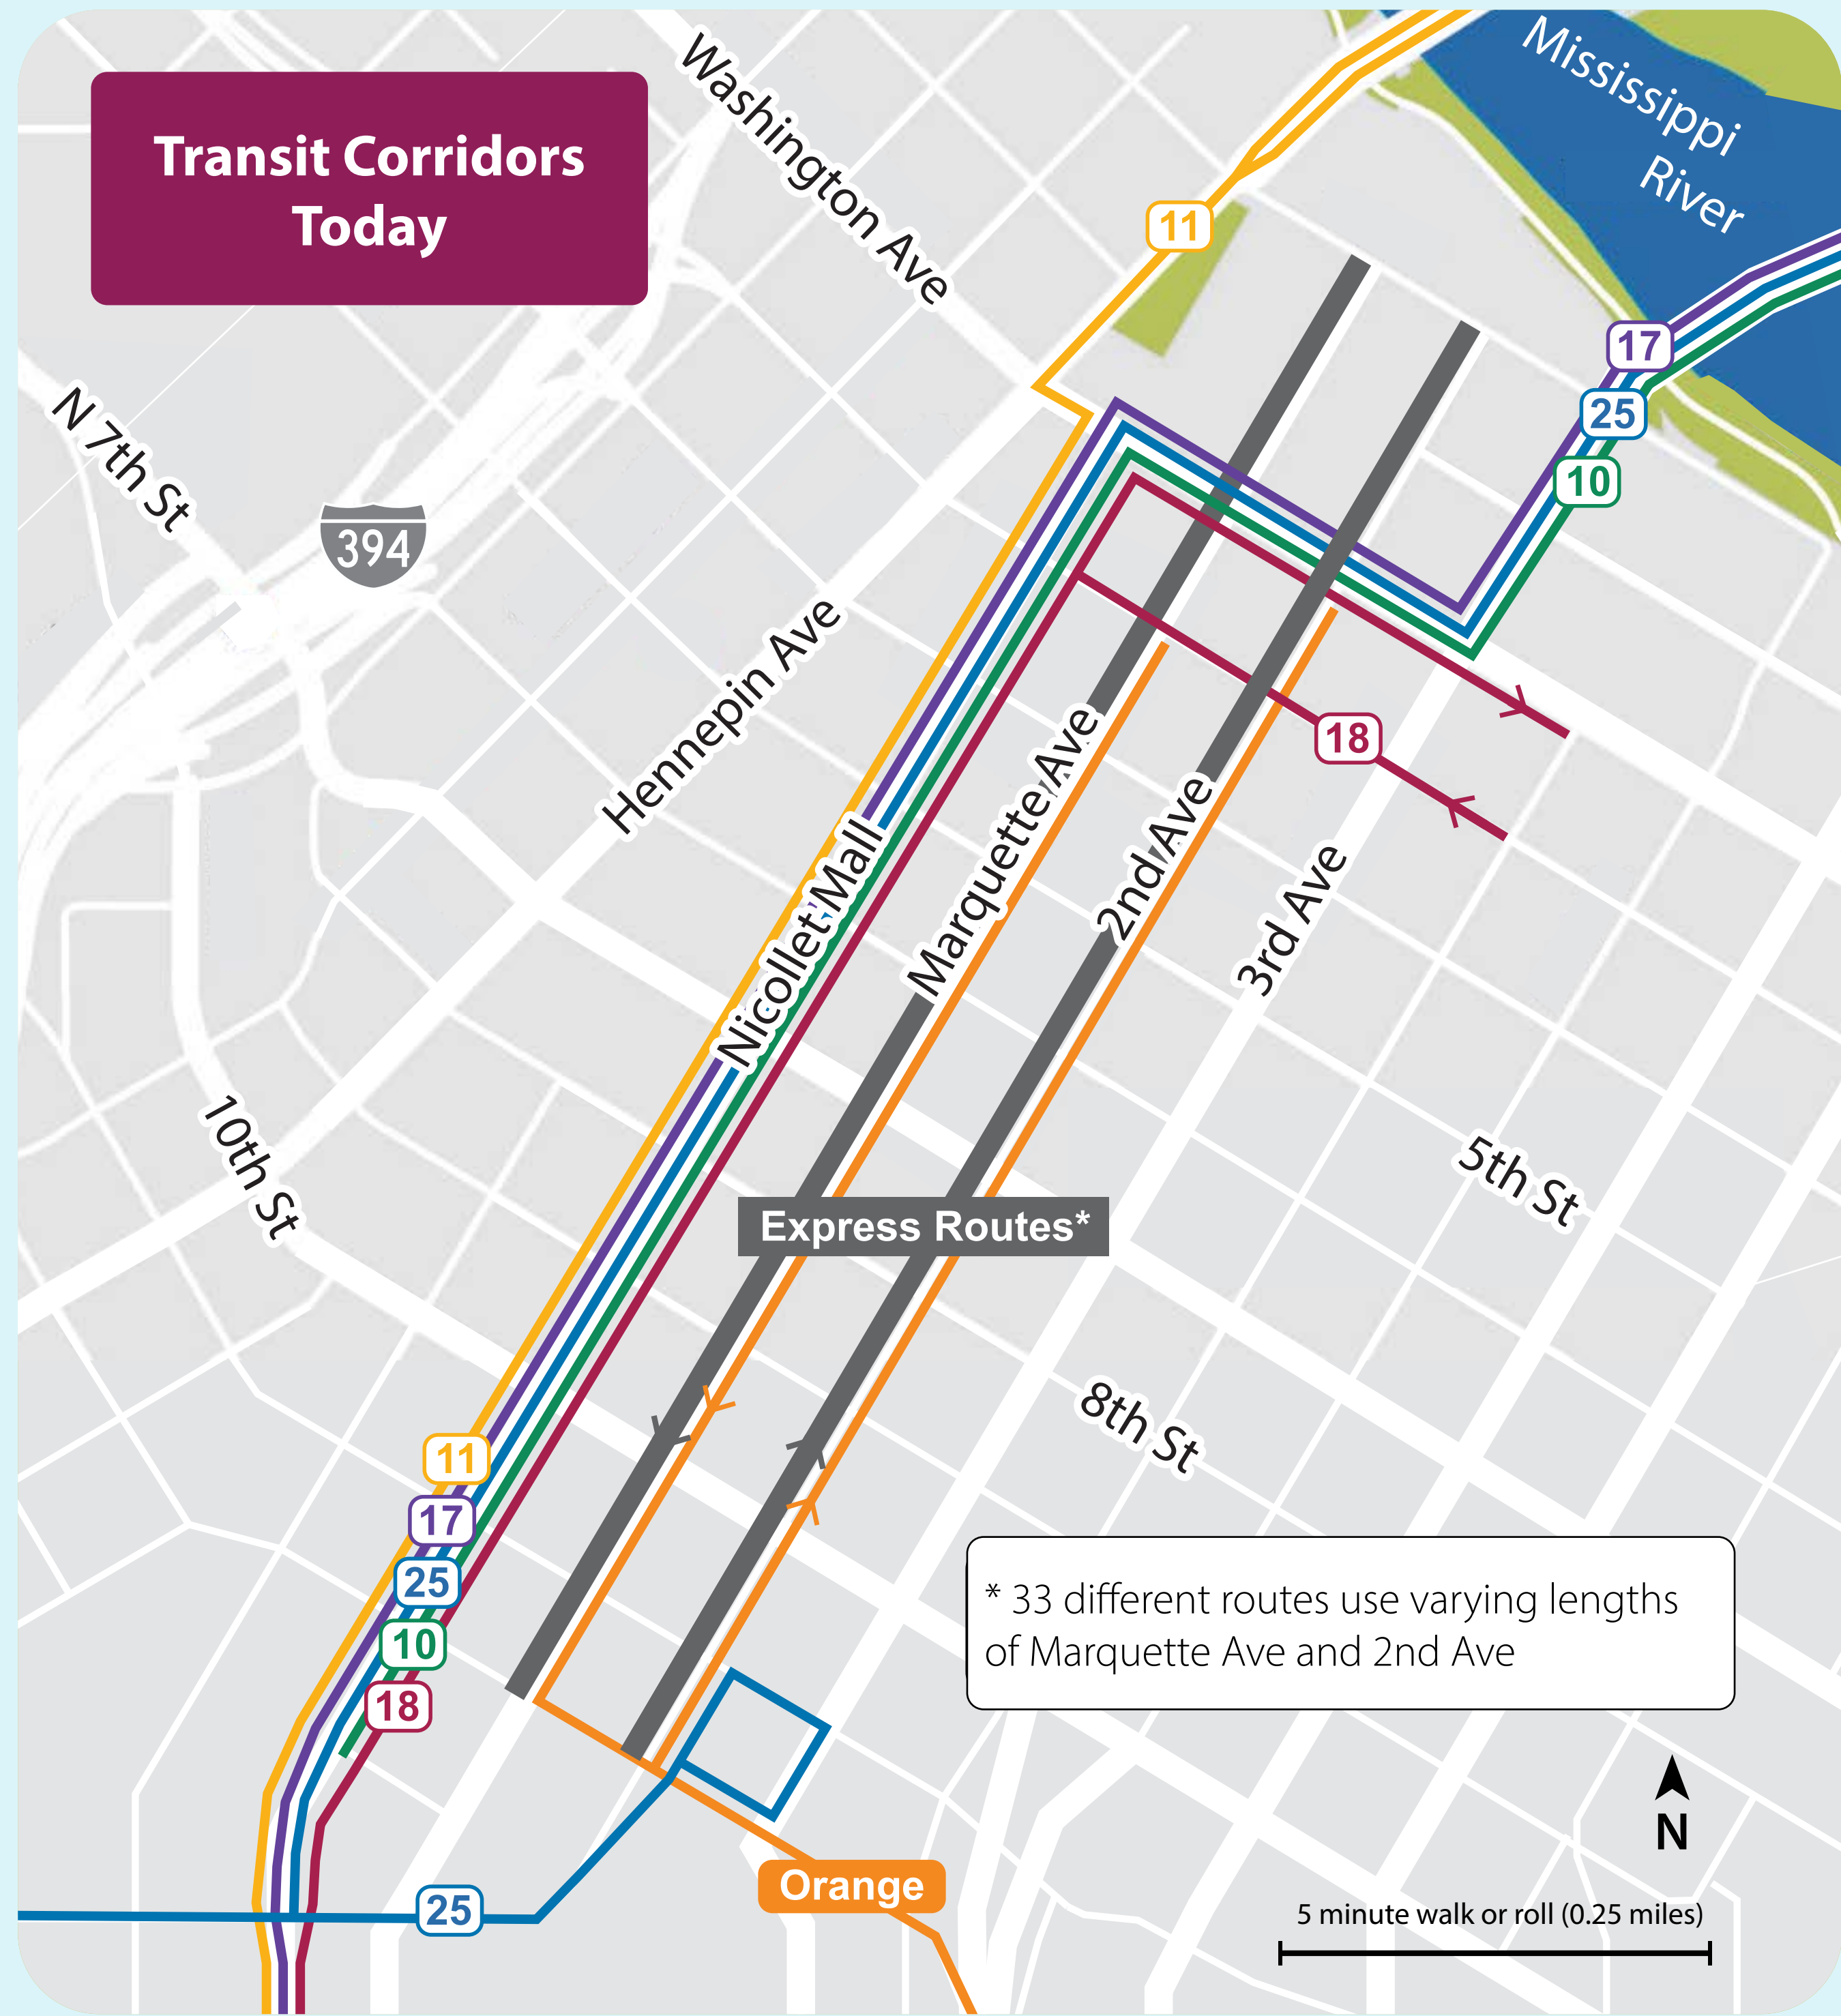 Transit Corridors
Today
Washington Ave
Mississippi
River
11
17
25
10
N 7th St
394
Hennepin Ave
18
Nicollet Mall
Marquette Ave
2nd Ave
3rd Ave
10th St
5th St
Express Routes*
8th St
11
17
25
10
18
* 33 different routes use varying lengths
of Marquette Ave and 2nd Ave
N
Orange
25
5 minute walk or roll (0.25 miles)